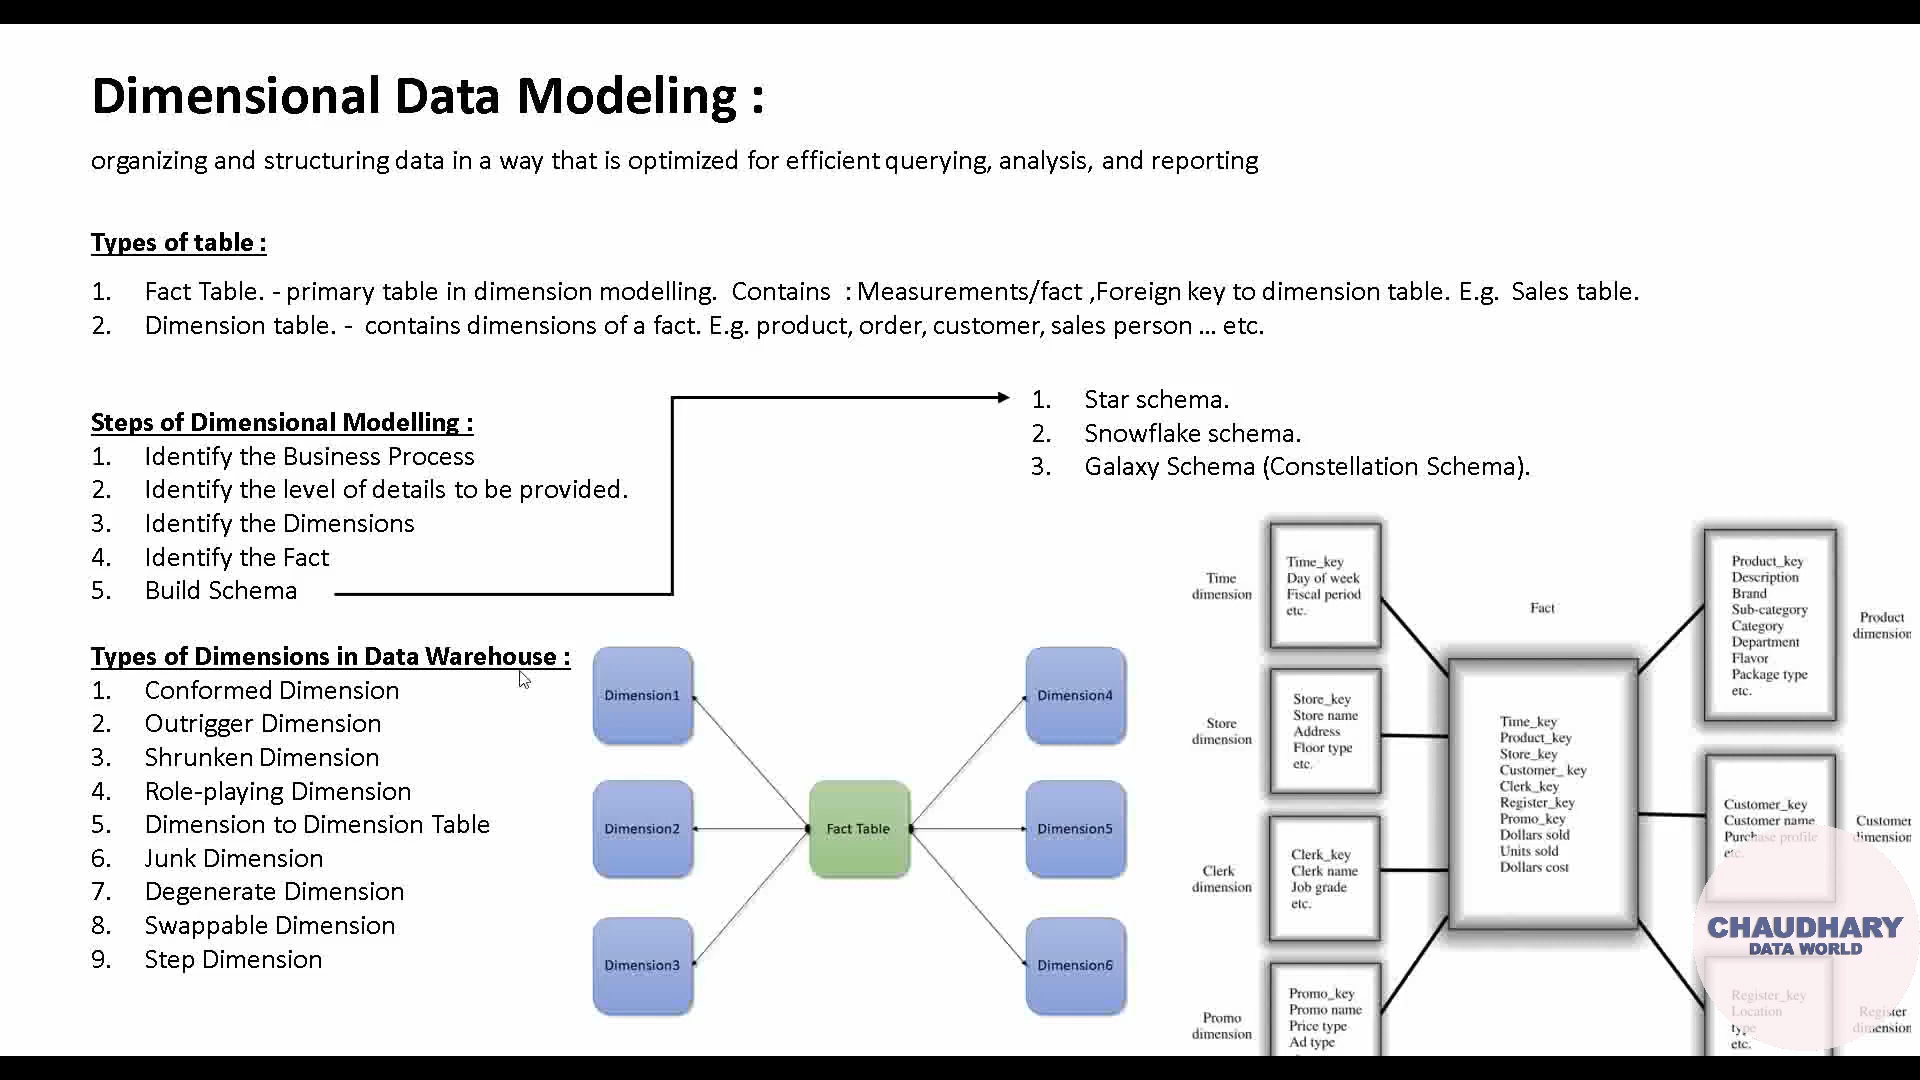 Dimensional Data Modeling :
organizing and structuring data in a way that is optimized for efficient querying, analysis, and reporting
Types of table :
1. Fact Table. - primary table in dimension modelling. Contains : Measurements/fact ,Foreign key to dimension table. E.g. Sales table.
2. Dimension table. - contains dimensions of a fact. E.g. product, order, customer, sales person ... etc.
Steps of Dimensional Modelling :
1. Identify the Business Process
2. Identify the level of details to be provided.
3. Identify the Dimensions
4. Identify the Fact
5. Build Schema
1. Star schema.
2. Snowflake schema.
3. Galaxy Schema (Constellation Schema).
Types of Dimensions in Data Warehouse :
1. Conformed Dimension
2. Outrigger Dimension
3. Shrunken Dimension
4. Role-playing Dimension
5. Dimension to Dimension Table
6. Junk Dimension
7. Degenerate Dimension
8. Swappable Dimension
9. Step Dimension
Dimension1
Dimension2
Dimension3
Fact Table
Dimension4
Dimension5
Dimension6
Time
dimension
Time_key
Day of week
Fiscal period
etc.
Store
dimension
Store_key
Store name
Address
Floor type
etc.
Clerk
dimension
Clerk_key
Clerk name
Job grade
etc.
Promo
dimension
Promo_key
Promo name
Price type
Ad type
Fact
Time_key
Product_key
Store_key
Customer_ key
Clerk_key
Register_key
Promo_key
Dollars sold
Units sold
Dollars cost
Product_key
Description
Brand
Sub-category
Category
Department
Flavor
Package type
etc.
Product
dimension
Customer_key
Customer name
Purchase profile
etc.
Customer
dimension
CHAUDHARY
DATA WORLD
Register_key
Location
type
etc.
Register
dimension